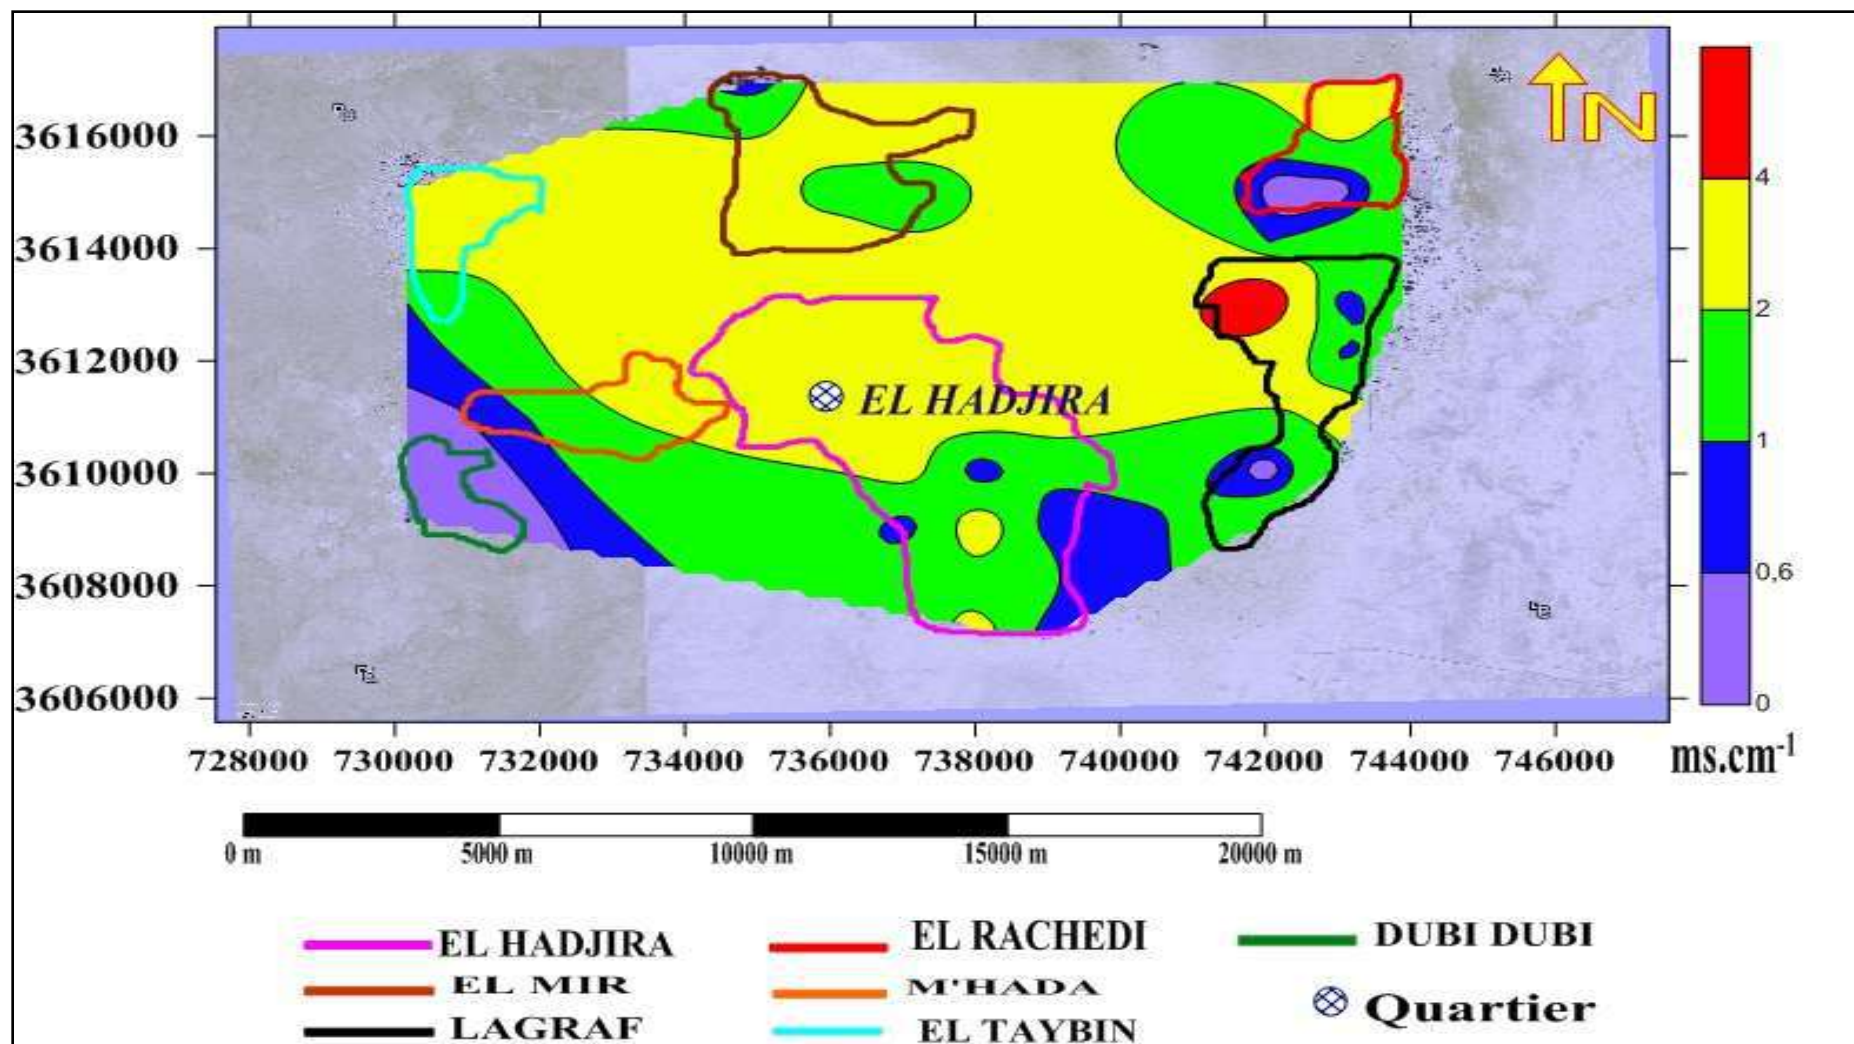 N
3616000
3614000
3612000
3610000
3608000
3606000
EL HADJIRA
4
2
1
0.6
0
728000 730000 732000 734000 736000 738000 740000 742000 744000 746000 ms.cm-1
0 m 5000 m 10000 m 15000 m 20000 m
EL HADJIRA EL RACHEDI DUBI DUBI
EL MIR M'HADA Quartier
LAGRAF EL TAYBIN